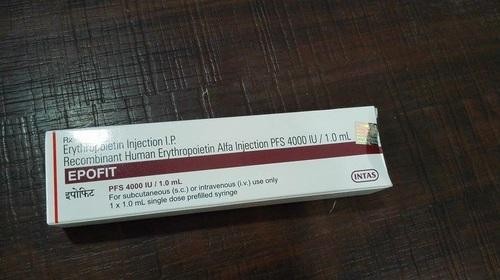 Rx
Erythropoietin Injection I.P.
Recombinant Human Erythropoietin Alfa Injection PFS 4000 IU / 1.0 mL
EPOFIT
इपोफिट
PFS 4000 IU / 1.0 mL
For subcutaneous (s.c.) or intravenous (i.v.) use only
1 x 1.0 mL single dose prefilled syringe
INTAS